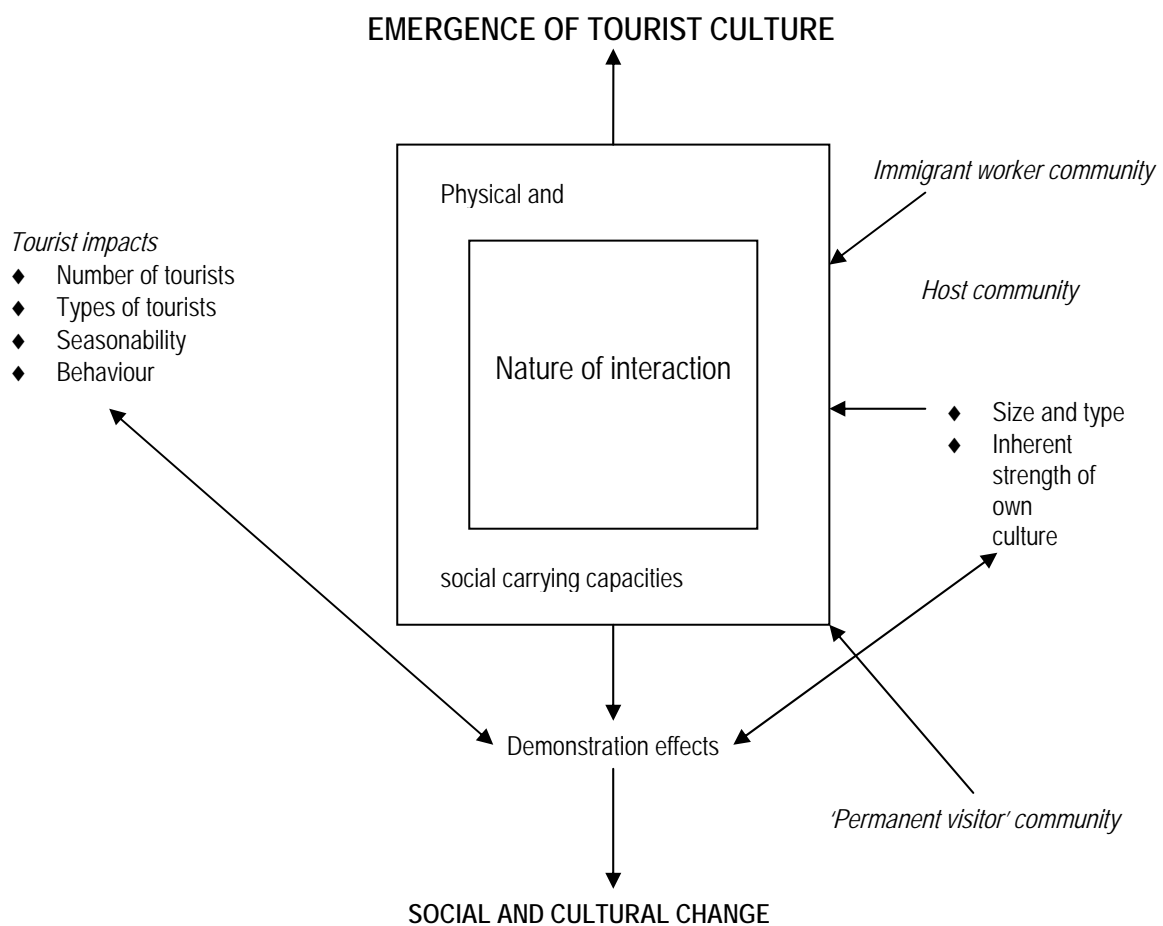 EMERGENCE OF TOURIST CULTURE
Physical and
Immigrant worker community
Tourist impacts
♦ Number of tourists
♦ Types of tourists
♦ Seasonability
♦ Behaviour
Host community
Nature of interaction
♦ Size and type
♦ Inherent
strength of
own
culture
social carrying capacities
Demonstration effects
‘Permanent visitor’ community
SOCIAL AND CULTURAL CHANGE